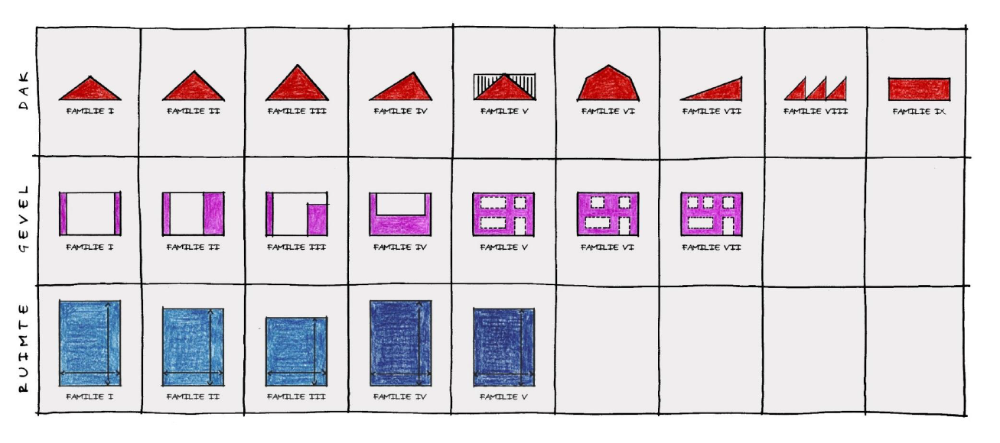 DAK
FAMILIE I
FAMILIE II
FAMILIE III
FAMILIE IV
FAMILIE V
FAMILIE VI
FAMILIE VII
FAMILIE VIII
FAMILIE IX
GEVEL
FAMILIE I
FAMILIE II
FAMILIE III
FAMILIE IV
FAMILIE V
FAMILIE VI
FAMILIE VII
RUIMTE
FAMILIE I
FAMILIE II
FAMILIE III
FAMILIE IV
FAMILIE V